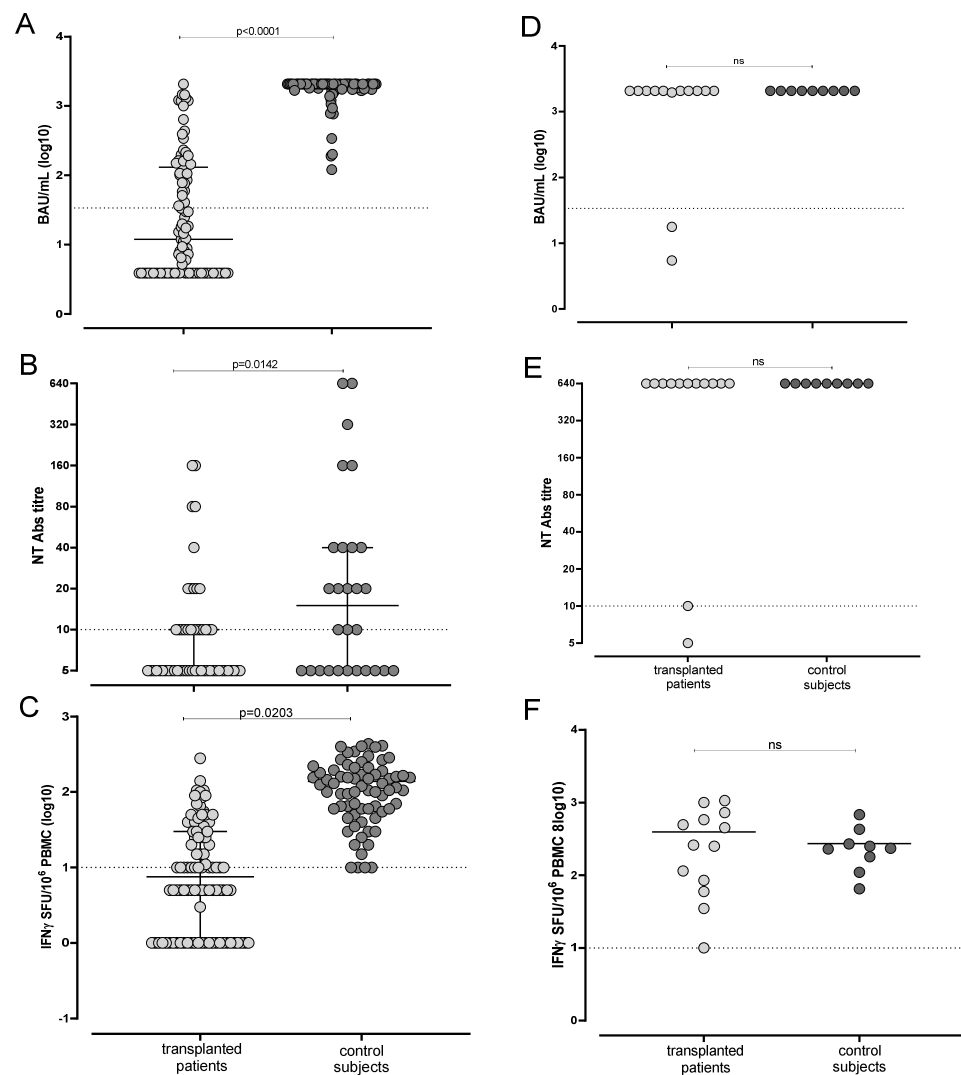 A
p<0.0001
BAU/mL (log10)
4
3
2
1
0
D
ns
BAU/mL (log10)
4
3
2
1
0
B
p=0.0142
NT Abs titre
640
320
160
80
40
20
10
5
E
ns
NT Abs titre
640
320
160
80
40
20
10
5
transplanted
patients
control
subjects
C
p=0.0203
IFNγ SFU/10⁶ PBMC (log10)
3
2
1
0
-1
transplanted
patients
control
subjects
F
ns
IFNγ SFU/10⁶ PBMC 8log10)
4
3
2
1
0
transplanted
patients
control
subjects